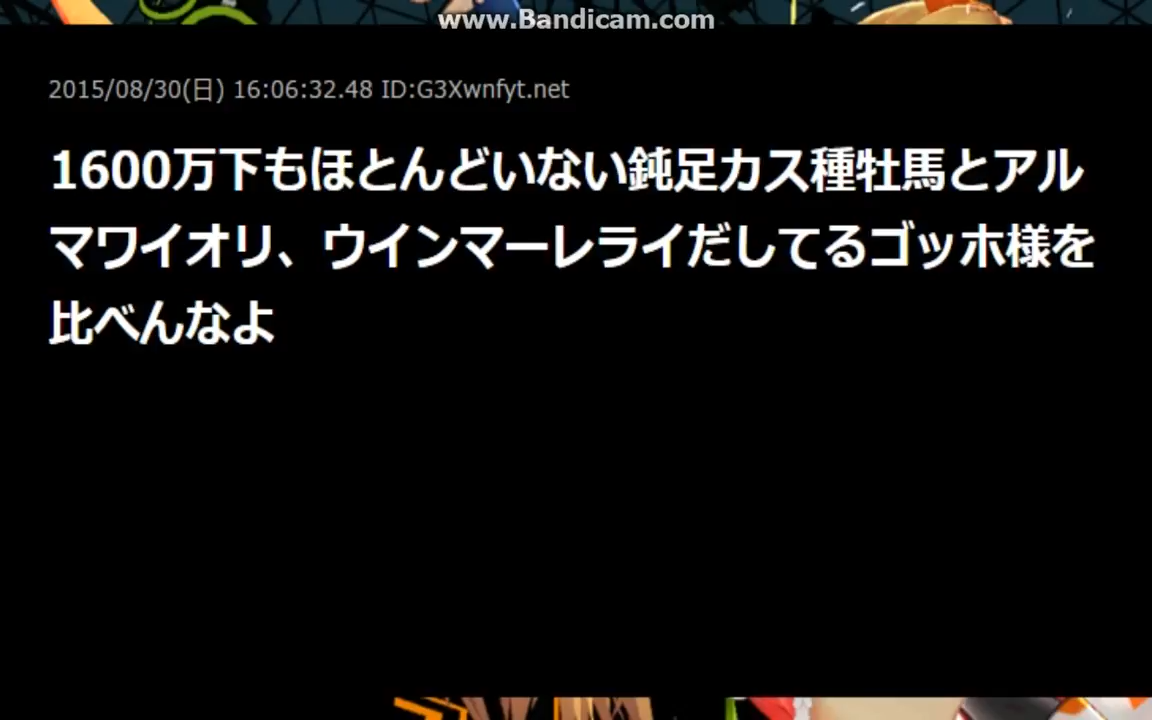 www.Bandicam.com
2015/08/30(日) 16:06:32.48 ID:G3Xwnfyt.net
1600万下もほとんどいない鈍足カス種牡馬とアル
マワイオリ、ウインマーレライだしてるゴッホ様を
比べんなよ